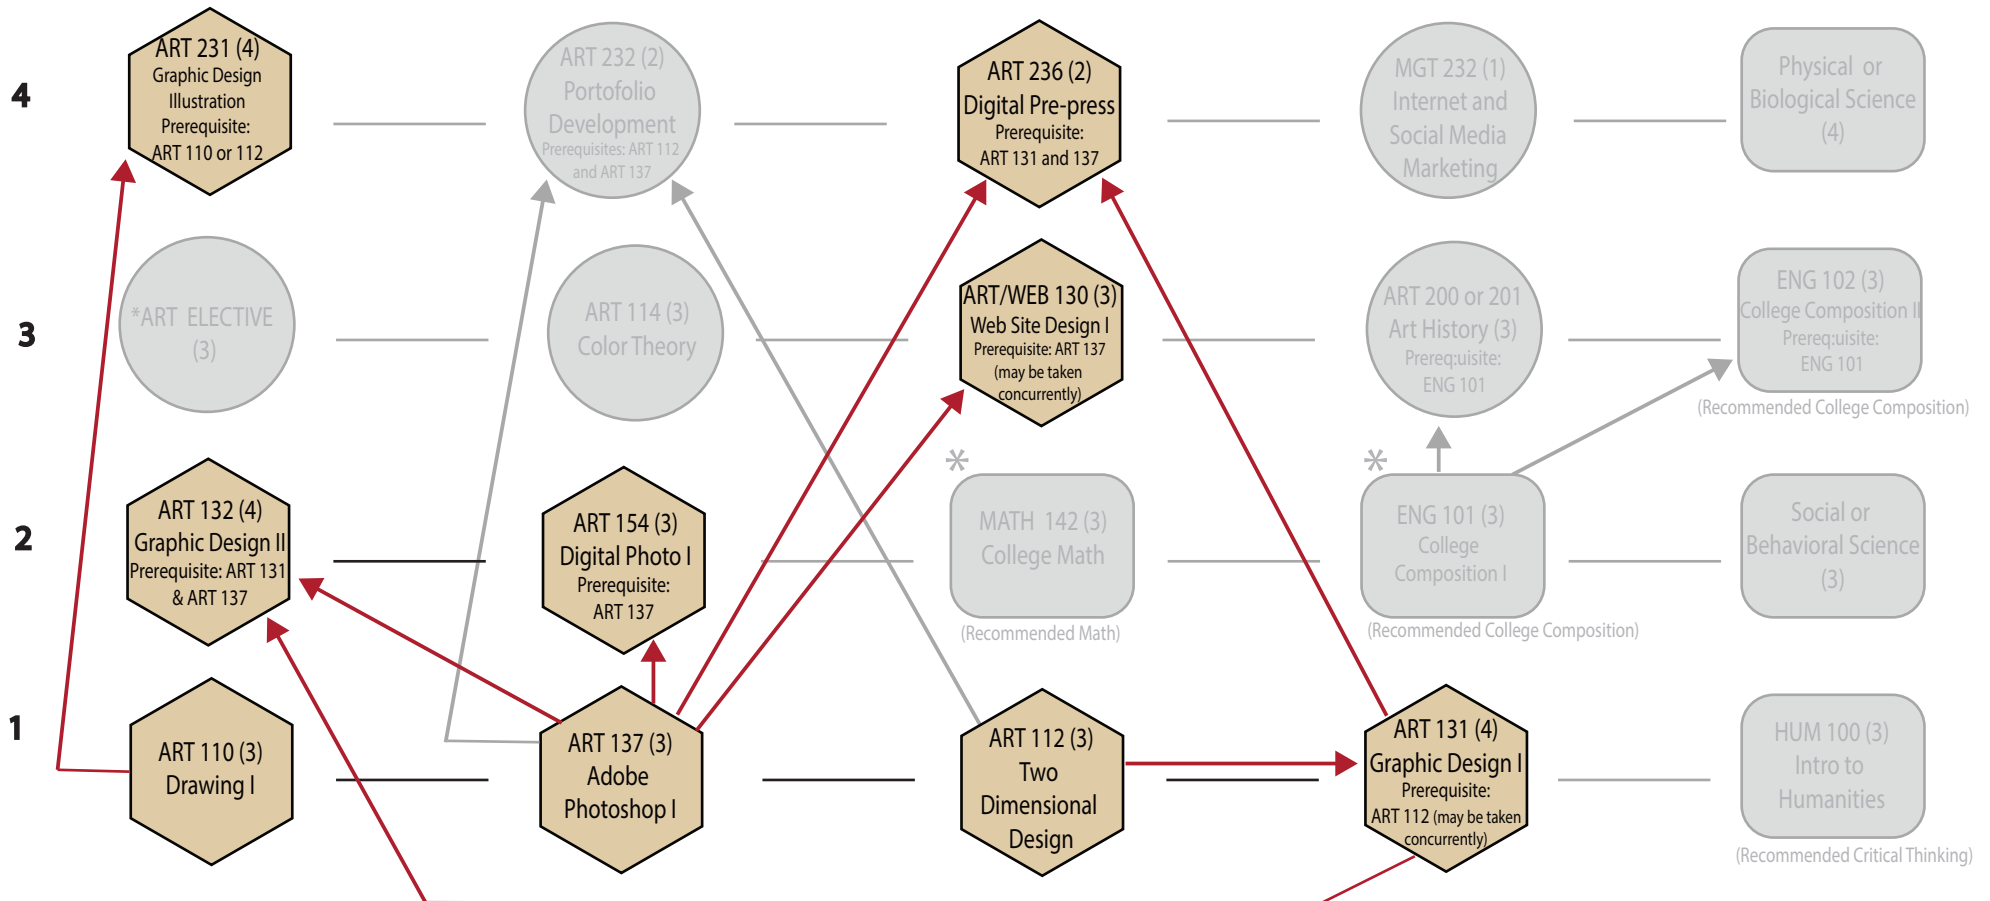 4
ART 231 (4)
Graphic Design
Illustration
Prerequisite:
ART 110 or 112
ART 232 (2)
Portofolio
Development
Prerequisites: ART 112
and ART 137
ART 236 (2)
Digital Pre-press
Prerequisite:
ART 131 and 137
MGT 232 (1)
Internet and
Social Media
Marketing
Physical or
Biological Science
(4)
3
*ART ELECTIVE
(3)
ART 114 (3)
Color Theory
ART/WEB 130 (3)
Web Site Design I
Prerequisite: ART 137
(may be taken
concurrently)
ART 200 or 201
Art History (3)
Prereq:uisite:
ENG 101
ENG 102 (3)
College Composition II
Prereq:uisite:
ENG 101
(Recommended College Composition)
2
ART 132 (4)
Graphic Design II
Prerequisite: ART 131
& ART 137
ART 154 (3)
Digital Photo I
Prerequisite:
ART 137
*
MATH 142 (3)
College Math
(Recommended Math)
*
ENG 101 (3)
College
Composition I
(Recommended College Composition)
Social or
Behavioral Science
(3)
1
ART 110 (3)
Drawing I
ART 137 (3)
Adobe
Photoshop I
ART 112 (3)
Two
Dimensional
Design
ART 131 (4)
Graphic Design I
Prerequisite:
ART 112 (may be taken
concurrently)
HUM 100 (3)
Intro to
Humanities
(Recommended Critical Thinking)